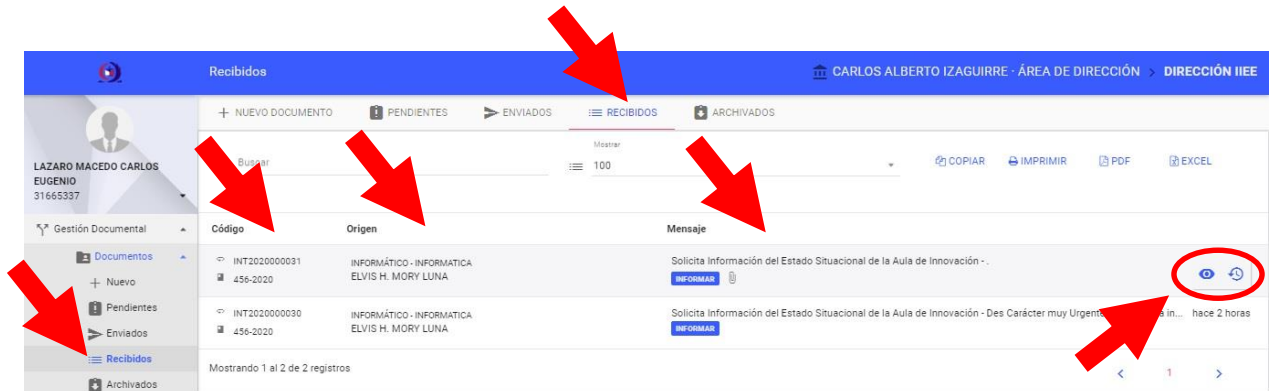 Recibidos
CARLOS ALBERTO IZAGUIRRE - ÁREA DE DIRECCIÓN > DIRECCIÓN IIEE
+ NUEVO DOCUMENTO PENDIENTES ENVIADOS RECIBIDOS ARCHIVADOS
LAZARO MACEDO CARLOS
EUGENIO
31665337
Buscar
Mostrar
100
COPIAR IMPRIMIR PDF EXCEL
Gestión Documental
Documentos
+ Nuevo
Pendientes
Enviados
Recibidos
Archivados
Código Origen Mensaje
INT2020000031 INFORMÁTICO - INFORMATICA Solicita Información del Estado Situacional de la Aula de Innovación - .
456-2020 ELVIS H. MORY LUNA INFORMAR
INT2020000030 INFORMÁTICO - INFORMATICA Solicita Información del Estado Situacional de la Aula de Innovación - Des Carácter muy in... hace 2 horas
456-2020 ELVIS H. MORY LUNA INFORMAR
Mostrando 1 al 2 de 2 registros
< 1 >